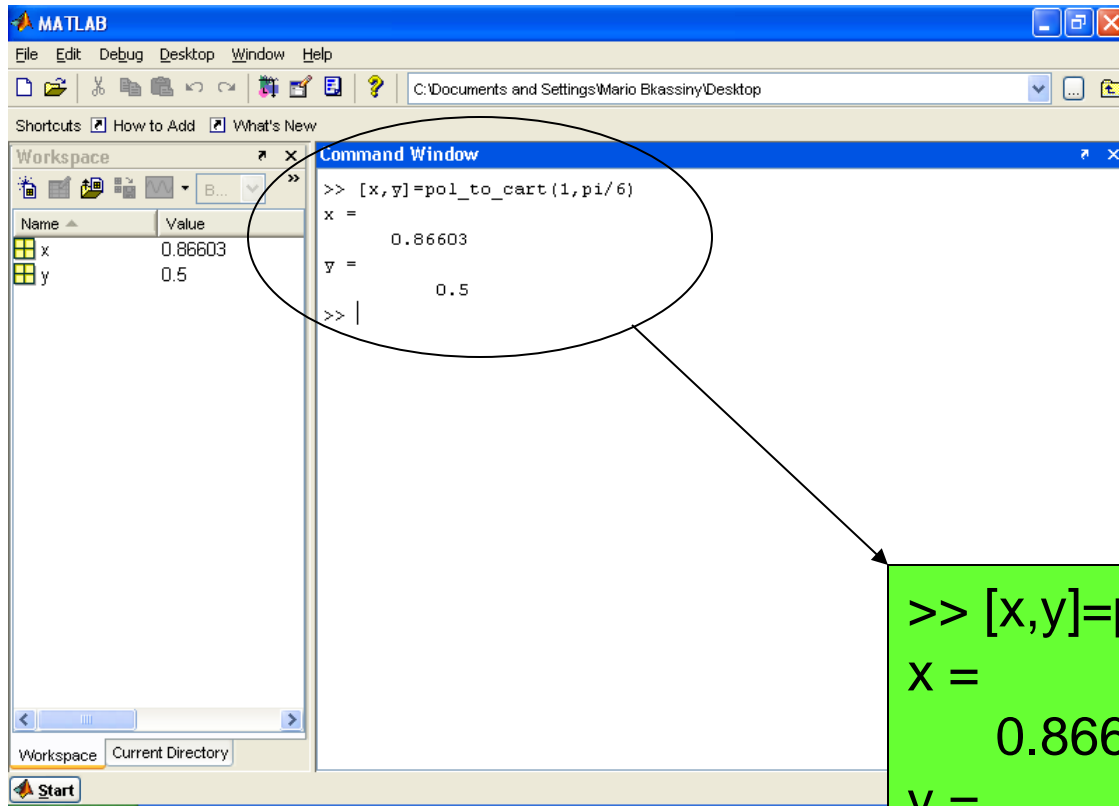 MATLAB
File Edit Debug Desktop Window Help
C:\Documents and Settings\Mario Bkassiny\Desktop
Shortcuts How to Add What's New
Workspace
B...
Name Value
x 0.86603
y 0.5
Workspace Current Directory
Start
Command Window
>> [x,y]=pol_to_cart(1,pi/6)
x =
0.86603
y =
0.5
>>
>> [x,y]=p
x =
0.866
y =